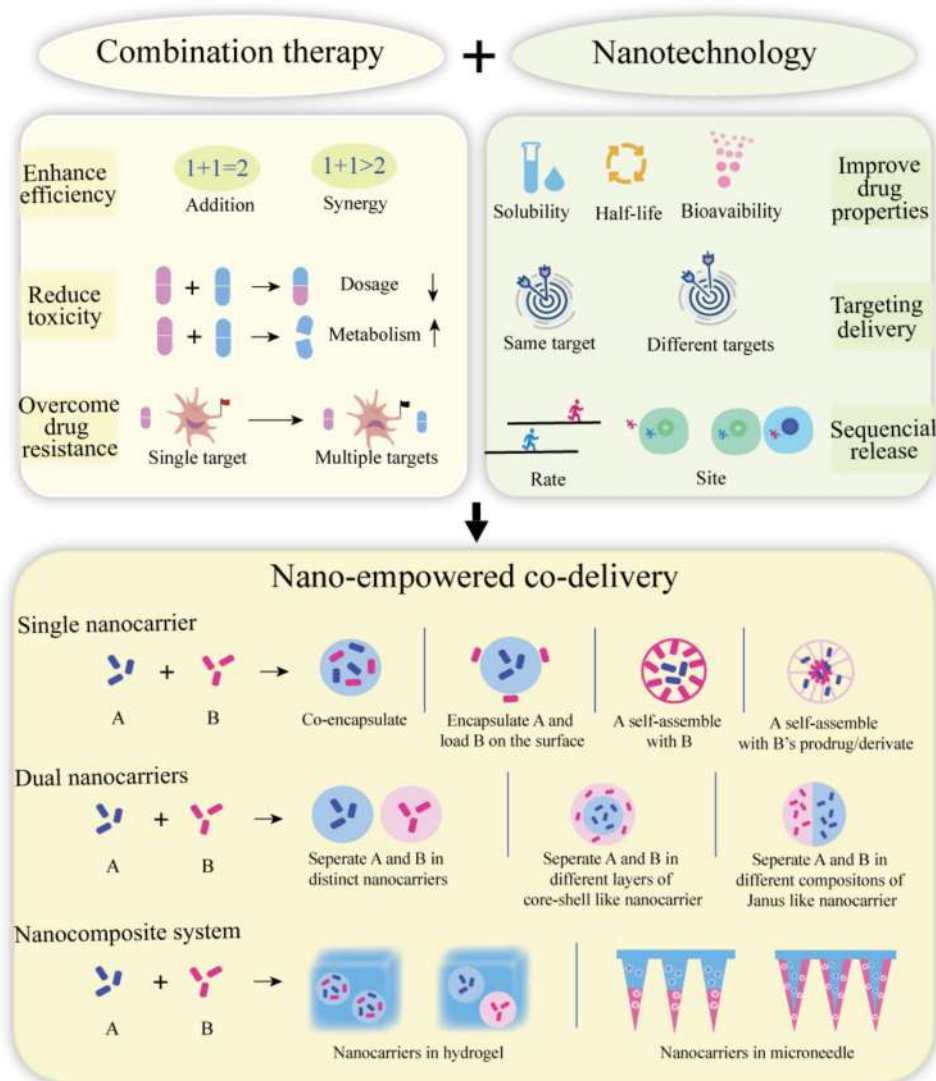 Combination therapy
+
Nanotechnology
Enhance
efficiency
1+1=2
Addition
1+1>2
Synergy
Reduce
toxicity
+
Dosage
↓
+
Metabolism
↑
Overcome
drug
resistance
Single target
Multiple targets
Solubility
Half-life
Bioavaibility
Improve
drug
properties
Same target
Different targets
Targeting
delivery
Rate
Site
Sequencial
release
Nano-empowered co-delivery
Single nanocarrier
+
A
B
Co-encapsulate
Encapsulate A and
load B on the surface
A self-assemble
with B
A self-assemble
with B's prodrug/derivate
Dual nanocarriers
+
A
B
Seperate A and B in
distinct nanocarriers
Seperate A and B in
different layers of
core-shell like nanocarrier
Seperate A and B in
different compositons of
Janus like nanocarrier
Nanocomposite system
+
A
B
Nanocarriers in hydrogel
Nanocarriers in microneedle